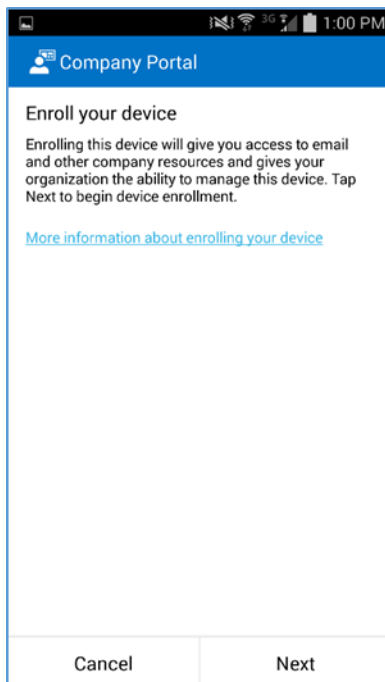 3G 1:00 PM
Company Portal
Enroll your device
Enrolling this device will give you access to email
and other company resources and gives your
organization the ability to manage this device. Tap
Next to begin device enrollment.
More information about enrolling your device
Cancel Next